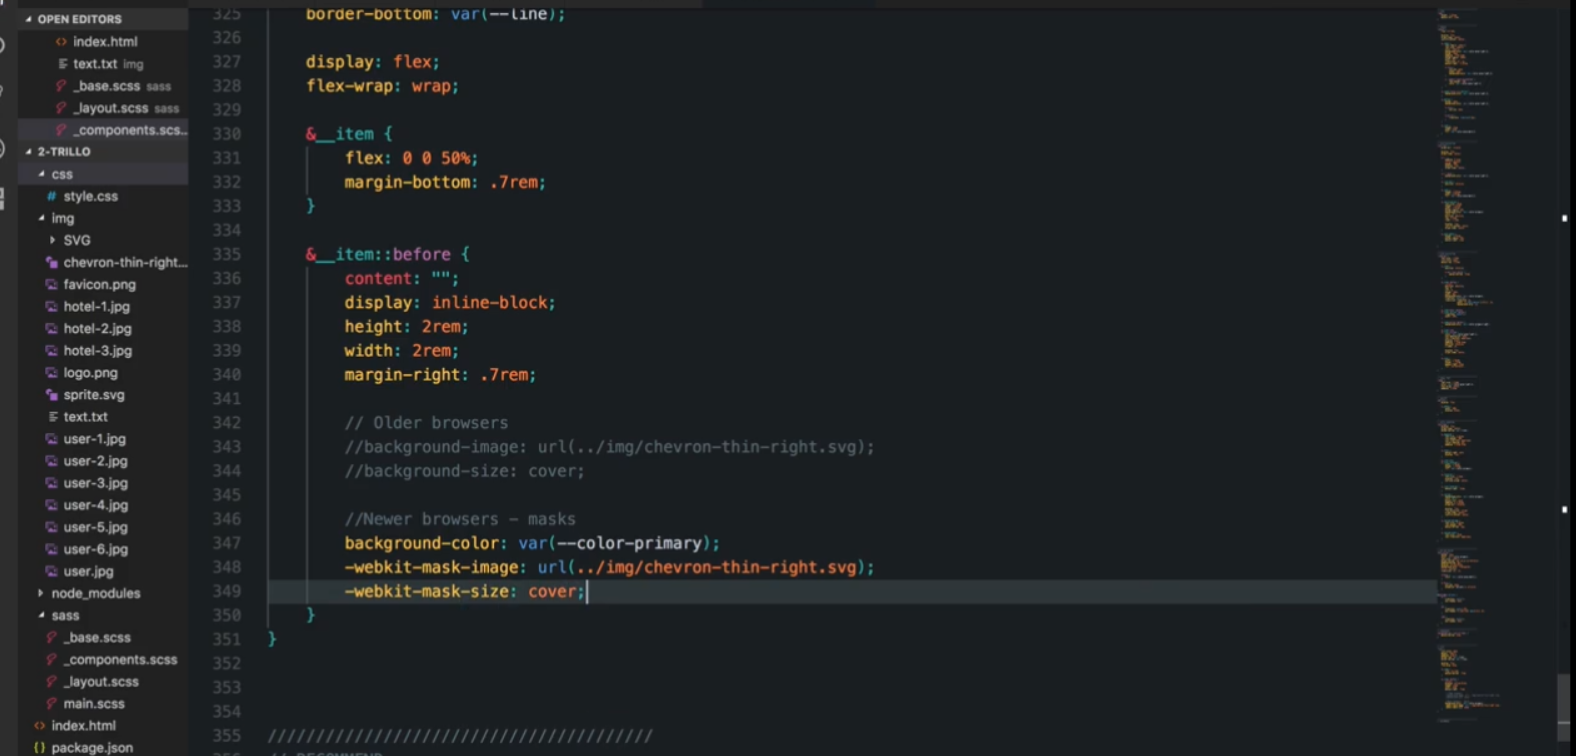 OPEN EDITORS
index.html
text.txt img
_base.scss sass
_layout.scss sass
_components.scs...
2-TRILLO
css
style.css
img
SVG
chevron-thin-right...
favicon.png
hotel-1.jpg
hotel-2.jpg
hotel-3.jpg
logo.png
sprite.svg
text.txt
user-1.jpg
user-2.jpg
user-3.jpg
user-4.jpg
user-5.jpg
user-6.jpg
user.jpg
node_modules
sass
_base.scss
_components.scss
_layout.scss
main.scss
index.html
package.json
325 border-bottom: var(--line);
326
327 display: flex;
328 flex-wrap: wrap;
329
330 &__item {
331 flex: 0 0 50%;
332 margin-bottom: .7rem;
333 }
334
335 &__item::before {
336 content: "";
337 display: inline-block;
338 height: 2rem;
339 width: 2rem;
340 margin-right: .7rem;
341
342 // Older browsers
343 //background-image: url(../img/chevron-thin-right.svg);
344 //background-size: cover;
345
346 //Newer browsers - masks
347 background-color: var(--color-primary);
348 -webkit-mask-image: url(../img/chevron-thin-right.svg);
349 -webkit-mask-size: cover;
350 }
351 }
352
353
354
355 ////////////////////////////////////////
// RECOMMEND